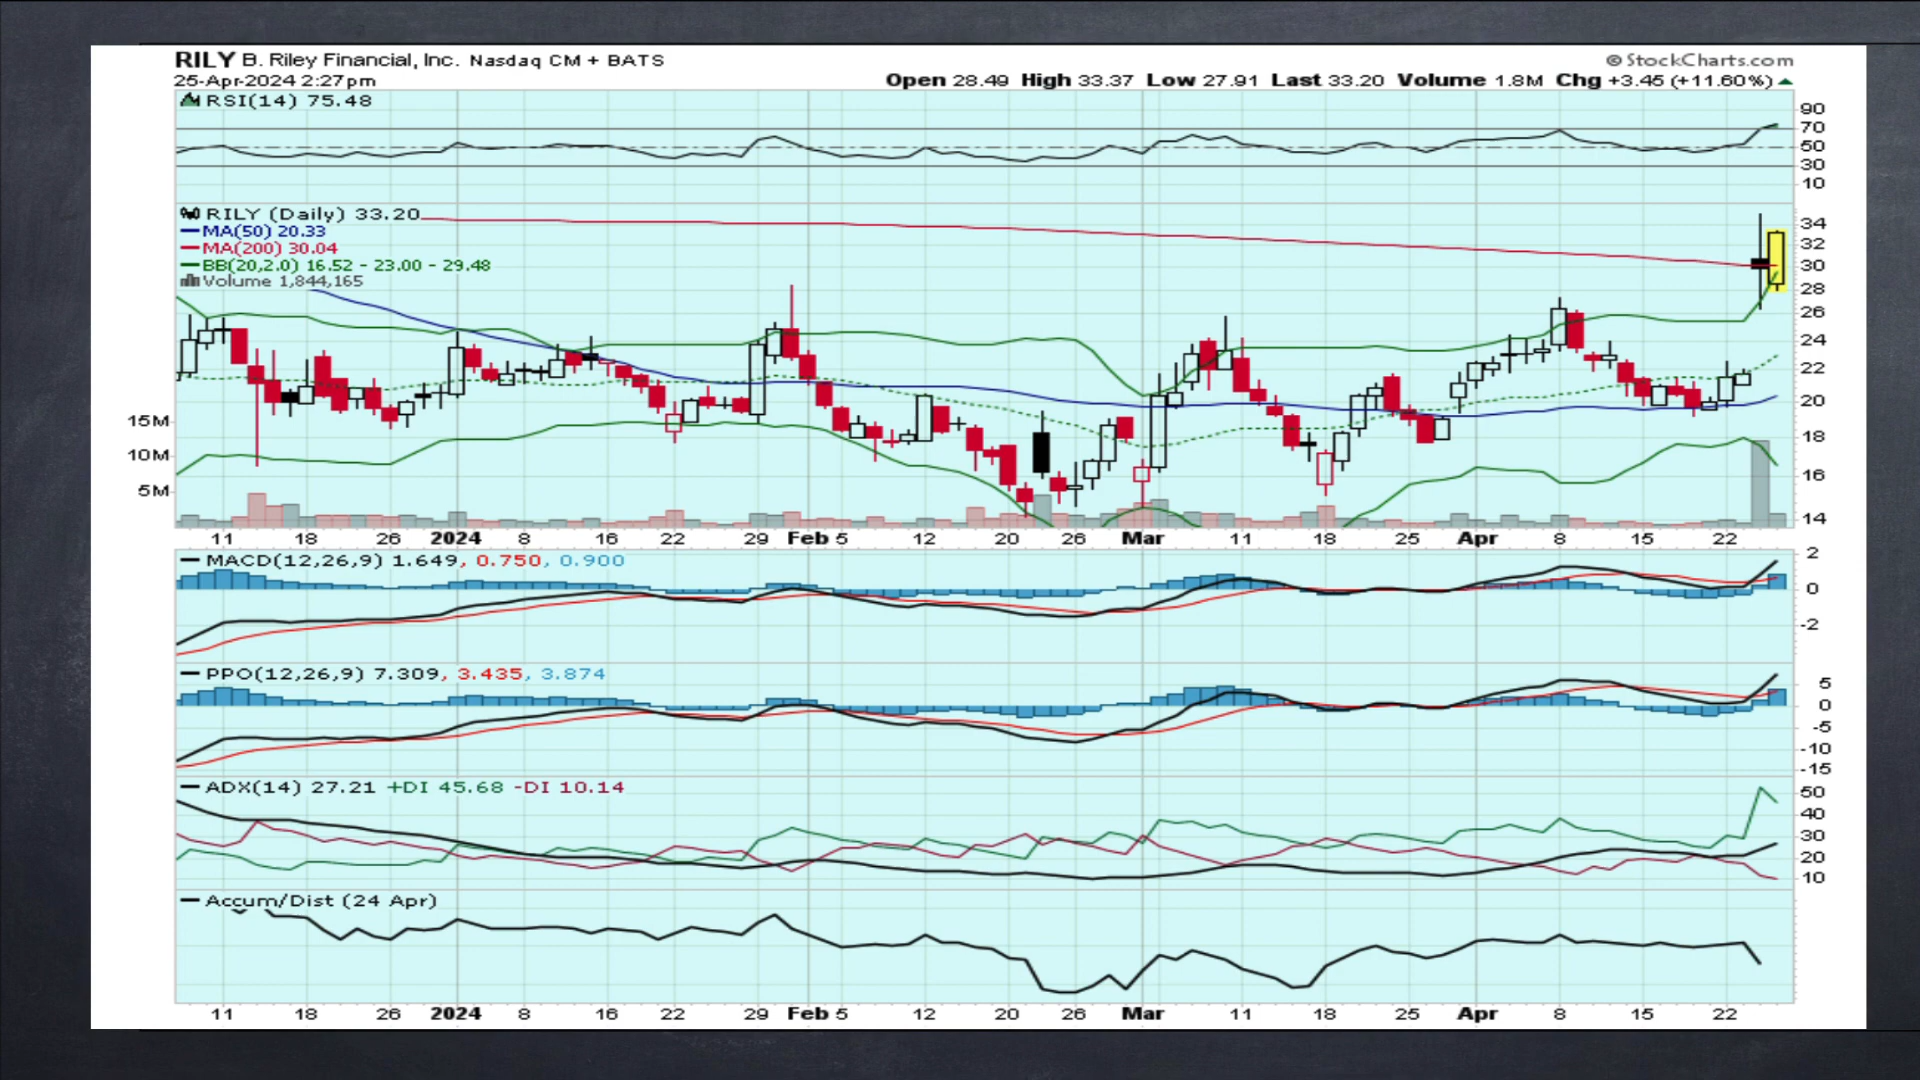 RILY B. Riley Financial, Inc. Nasdaq CM + BATS
© StockCharts.com
25-Apr-2024 2:27pm
Open 28.49 High 33.37 Low 27.91 Last 33.20 Volume 1.8M Chg +3.45 (+11.60%)
RSI(14) 75.48
90
70
50
30
10
RILY (Daily) 33.20
MA(50) 20.33
MA(200) 30.04
BB(20,2.0) 16.52 - 23.00 - 29.48
Volume 1,844,165
34
32
30
28
26
24
22
20
18
16
14
15M
10M
5M
11 18 26 2024 8 16 22 29 Feb 5 12 20 26 Mar 11 18 25 Apr 8 15 22
MACD(12,26,9) 1.649, 0.750, 0.900
2
0
-2
PPO(12,26,9) 7.309, 3.435, 3.874
5
0
-5
-10
-15
ADX(14) 27.21 +DI 45.68 -DI 10.14
50
40
30
20
10
Accum/Dist (24 Apr)
11 18 26 2024 8 16 22 29 Feb 5 12 20 26 Mar 11 18 25 Apr 8 15 22